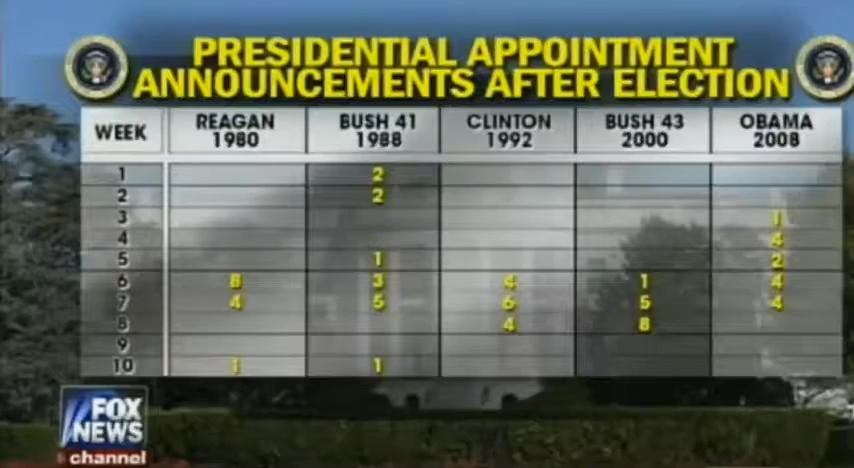 PRESIDENTIAL APPOINTMENT
ANNOUNCEMENTS AFTER ELECTION
WEEK REAGAN 1980 BUSH 41 1988 CLINTON 1992 BUSH 43 2000 OBAMA 2008
1 2
2 2
3 1
4 4
5 1 2
6 8 3 4 1 4
7 4 5 6 5 4
8 4 8
9
10 1 1
FOX
NEWS
channel